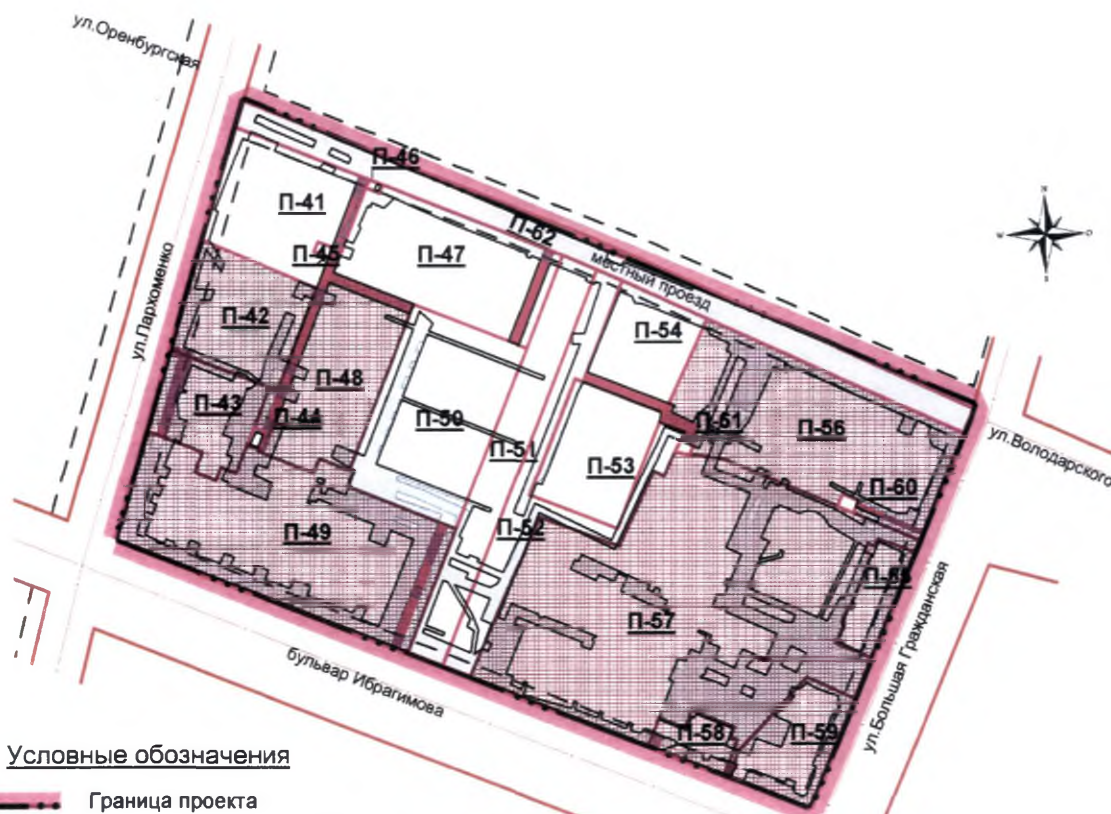 ул.Оренбургская
П-46
П-41
П-62
П-45
П-47
местный проезд
N
W
O
S
ул.Пархоменко
П-42
П-54
П-48
П-43
П-44
П-50
П-51
П-51
П-56
ул.Володарского
П-53
П-60
П-52
П-49
П-57
бульвар Ибрагимова
ул.Большая Гражданская
П-58
П-59
Условные обозначения
Граница проекта